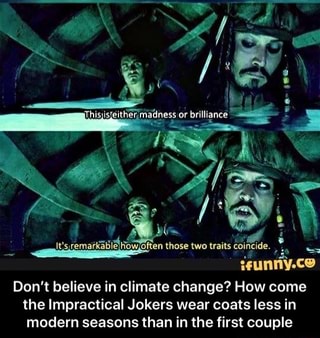 This is either madness or brilliance
It's remarkable how often those two traits coincide.
ifunny.co
Don't believe in climate change? How come
the Impractical Jokers wear coats less in
modern seasons than in the first couple